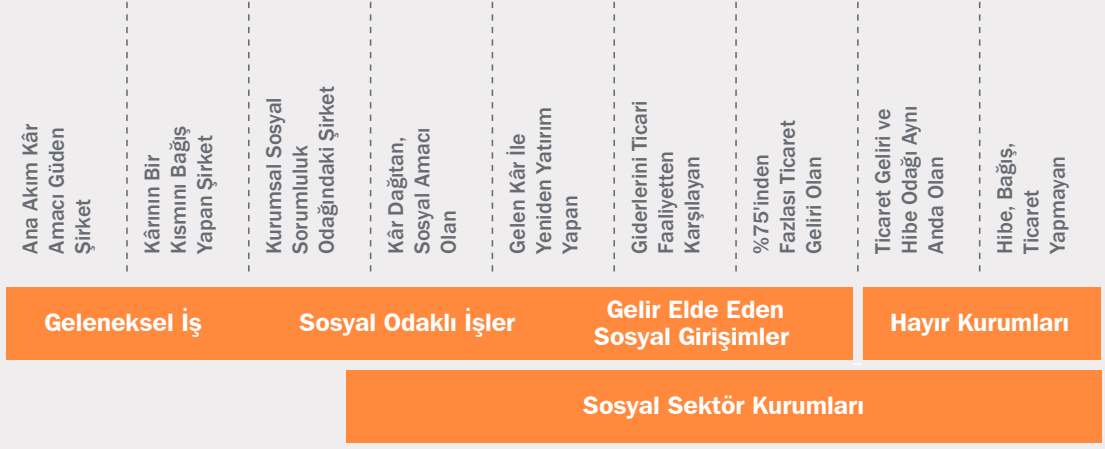 Ana Akım Kâr
Amacı Güden
Şirket
Kârının Bir
Kısmını Bağış
Yapan Şirket
Kurumsal Sosyal
Sorumluluk
Odağındaki Şirket
Kâr Dağıtan,
Sosyal Amacı
Olan
Gelen Kâr İle
Yeniden Yatırım
Yapan
Giderlerini Ticari
Faaliyetten
Karşılayan
%75'inden
Fazlası Ticaret
Geliri Olan
Ticaret Geliri ve
Hibe Odağı Aynı
Anda Olan
Hibe, Bağış,
Ticaret
Yapmayan
Geleneksel İş
Sosyal Odaklı İşler
Gelir Elde Eden
Sosyal Girişimler
Hayır Kurumları
Sosyal Sektör Kurumları